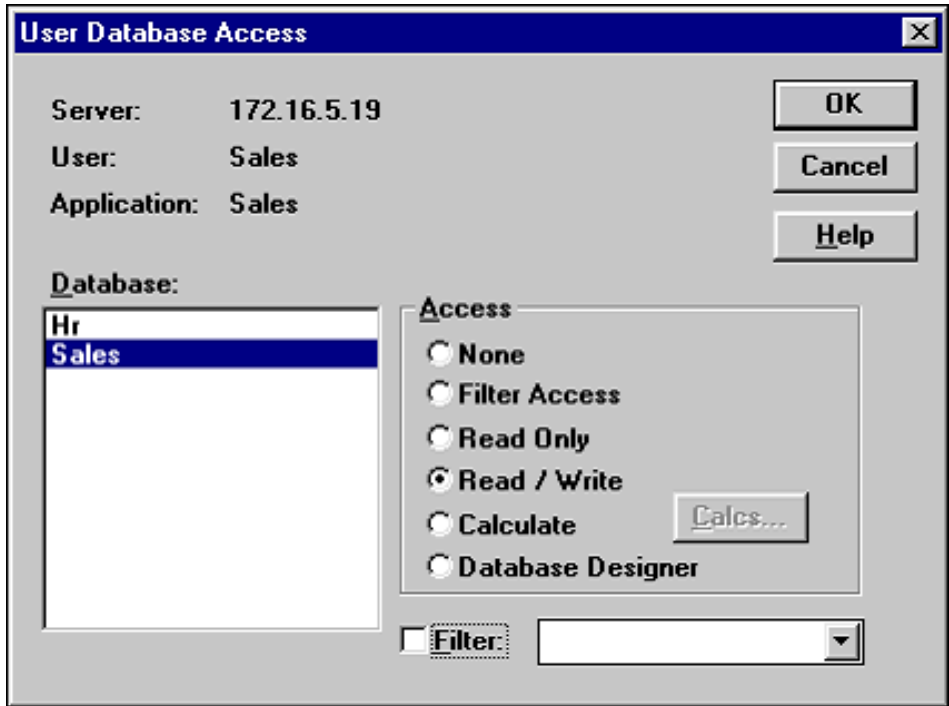 User Database Access
Server: 172.16.5.19
User: Sales
Application: Sales
OK
Cancel
Help
Database:
Hr
Sales
Access
None
Filter Access
Read Only
Read / Write
Calculate
Calcs...
Database Designer
Filter: